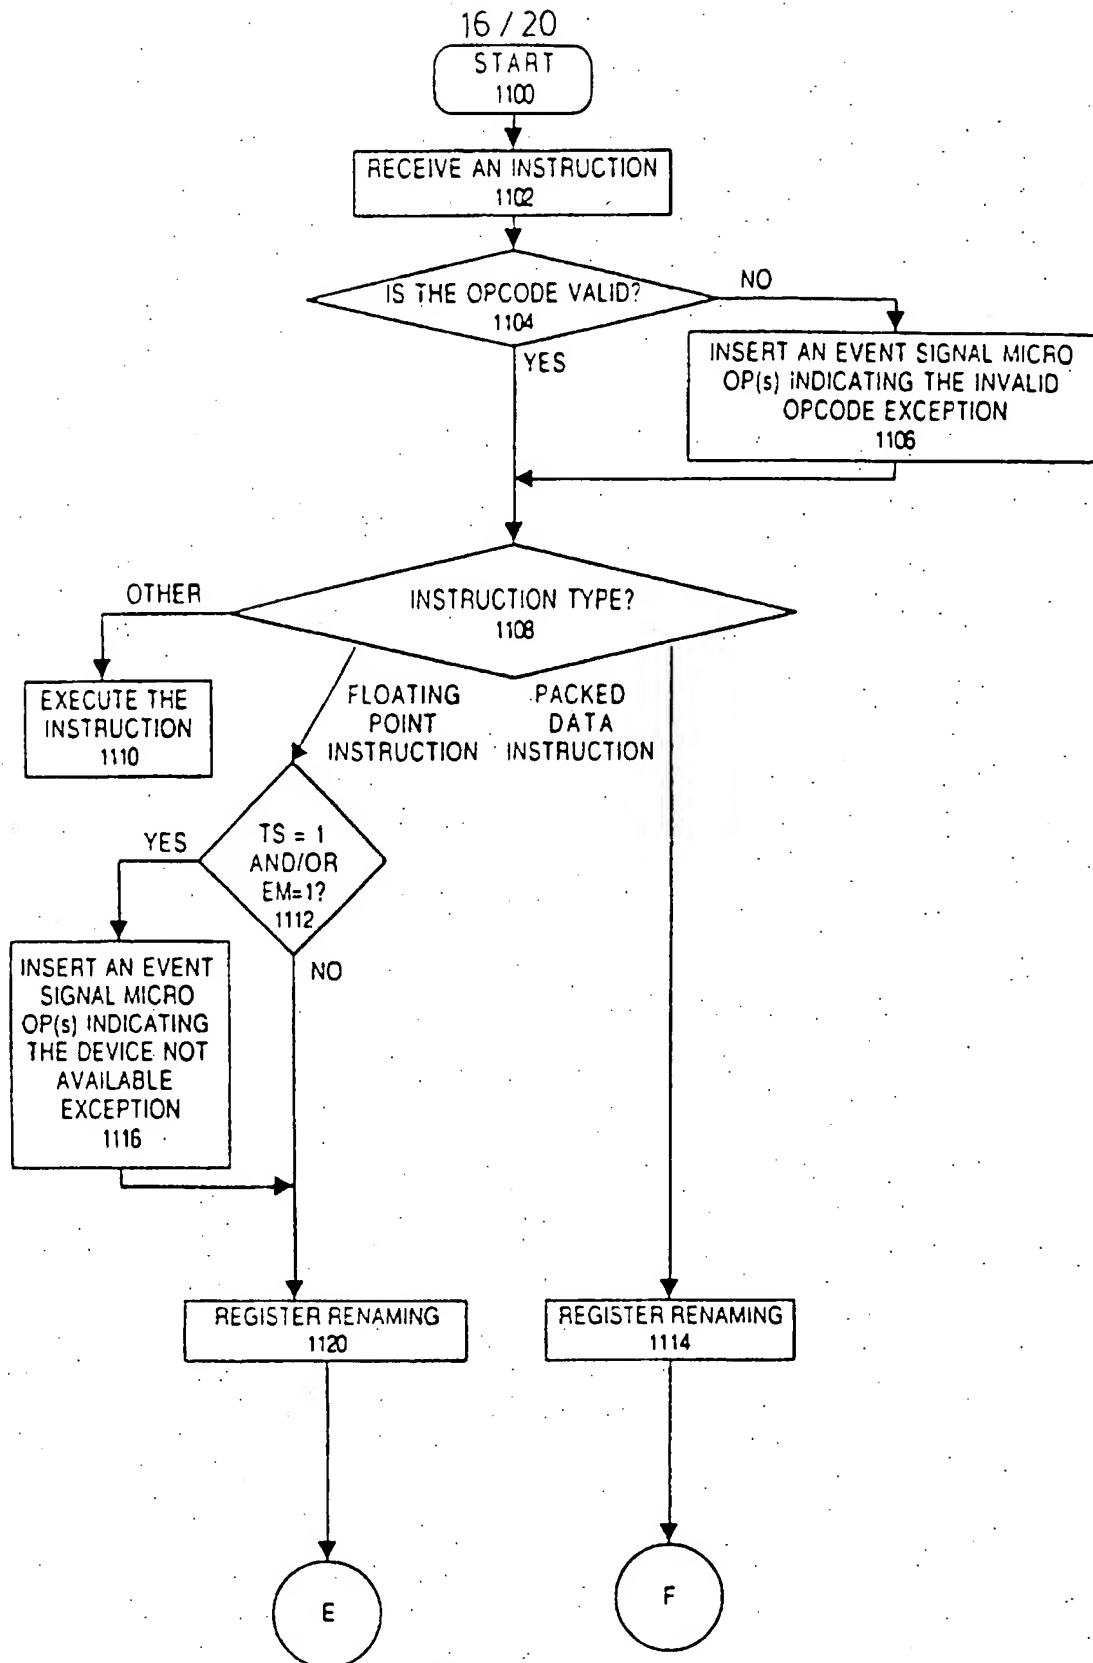 16 / 20
START
1100
RECEIVE AN INSTRUCTION
1102
IS THE OPCODE VALID?
1104
NO
YES
INSERT AN EVENT SIGNAL MICRO
OP(s) INDICATING THE INVALID
OPCODE EXCEPTION
1106
INSTRUCTION TYPE?
1108
OTHER
EXECUTE THE
INSTRUCTION
1110
FLOATING
POINT
INSTRUCTION
PACKED
DATA
INSTRUCTION
TS = 1
AND/OR
EM=1?
1112
YES
NO
INSERT AN EVENT
SIGNAL MICRO
OP(s) INDICATING
THE DEVICE NOT
AVAILABLE
EXCEPTION
1116
REGISTER RENAMING
1120
REGISTER RENAMING
1114
E
F